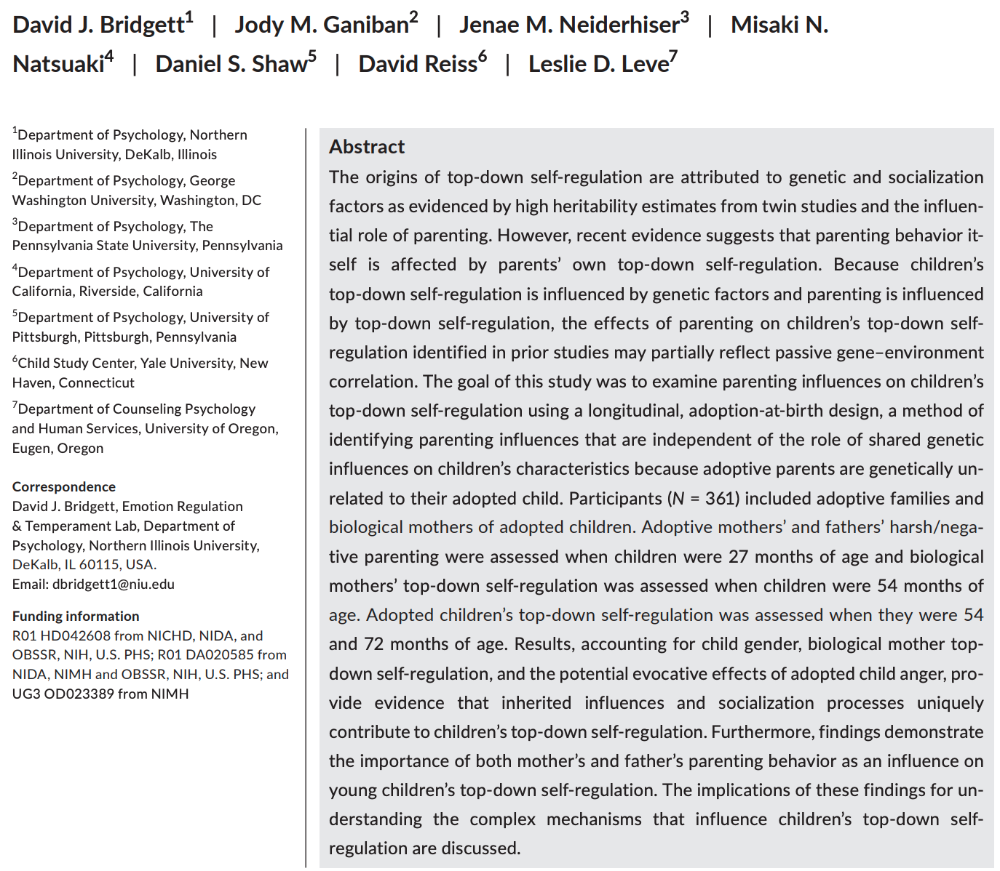 David J. Bridgett1 | Jody M. Ganiban2 | Jenae M. Neiderhiser3 | Misaki N.
Natsuaki4 | Daniel S. Shaw5 | David Reiss6 | Leslie D. Leve7
1Department of Psychology, Northern
Illinois University, DeKalb, Illinois
2Department of Psychology, George
Washington University, Washington, DC
3Department of Psychology, The
Pennsylvania State University, Pennsylvania
4Department of Psychology, University of
California, Riverside, California
5Department of Psychology, University of
Pittsburgh, Pittsburgh, Pennsylvania
6Child Study Center, Yale University, New
Haven, Connecticut
7Department of Counseling Psychology
and Human Services, University of Oregon,
Eugen, Oregon
Correspondence
David J. Bridgett, Emotion Regulation
& Temperament Lab, Department of
Psychology, Northern Illinois University,
DeKalb, IL 60115, USA.
Email: dbridgett1@niu.edu
Funding information
R01 HD042608 from NICHD, NIDA, and
OBSSR, NIH, U.S. PHS; R01 DA020585 from
NIDA, NIMH and OBSSR, NIH, U.S. PHS; and
UG3 OD023389 from NIMH
Abstract
The origins of top-down self-regulation are attributed to genetic and socialization
factors as evidenced by high heritability estimates from twin studies and the influen-
tial role of parenting. However, recent evidence suggests that parenting behavior it-
self is affected by parents’ own top-down self-regulation. Because children’s
top-down self-regulation is influenced by genetic factors and parenting is influenced
by top-down self-regulation, the effects of parenting on children’s top-down self-
regulation identified in prior studies may partially reflect passive gene–environment
correlation. The goal of this study was to examine parenting influences on children’s
top-down self-regulation using a longitudinal, adoption-at-birth design, a method of
identifying parenting influences that are independent of the role of shared genetic
influences on children’s characteristics because adoptive parents are genetically un-
related to their adopted child. Participants (N = 361) included adoptive families and
biological mothers of adopted children. Adoptive mothers’ and fathers’ harsh/nega-
tive parenting were assessed when children were 27 months of age and biological
mothers’ top-down self-regulation was assessed when children were 54 months of
age. Adopted children’s top-down self-regulation was assessed when they were 54
and 72 months of age. Results, accounting for child gender, biological mother top-
down self-regulation, and the potential evocative effects of adopted child anger, pro-
vide evidence that inherited influences and socialization processes uniquely
contribute to children’s top-down self-regulation. Furthermore, findings demonstrate
the importance of both mother’s and father’s parenting behavior as an influence on
young children’s top-down self-regulation. The implications of these findings for un-
derstanding the complex mechanisms that influence children’s top-down self-
regulation are discussed.